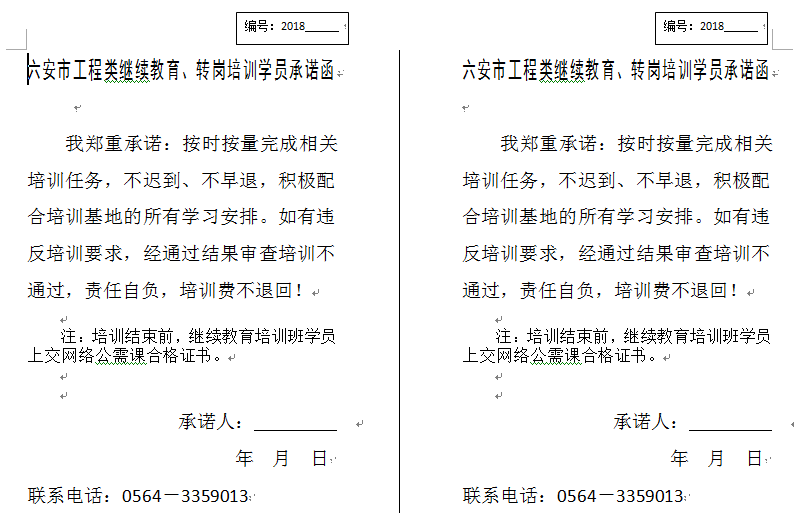 编号：2018______
六安市工程类继续教育、转岗培训学员承诺函
我郑重承诺：按时按量完成相关
培训任务，不迟到、不早退，积极配
合培训基地的所有学习安排。如有违
反培训要求，经通过结果审查培训不
通过，责任自负，培训费不退回！
注：培训结束前，继续教育培训班学员
上交网络公需课合格证书。
承诺人：________
年 月 日
联系电话：0564－3359013
编号：2018______
六安市工程类继续教育、转岗培训学员承诺函
我郑重承诺：按时按量完成相关
培训任务，不迟到、不早退，积极配
合培训基地的所有学习安排。如有违
反培训要求，经通过结果审查培训不
通过，责任自负，培训费不退回！
注：培训结束前，继续教育培训班学员
上交网络公需课合格证书。
承诺人：________
年 月 日
联系电话：0564－3359013